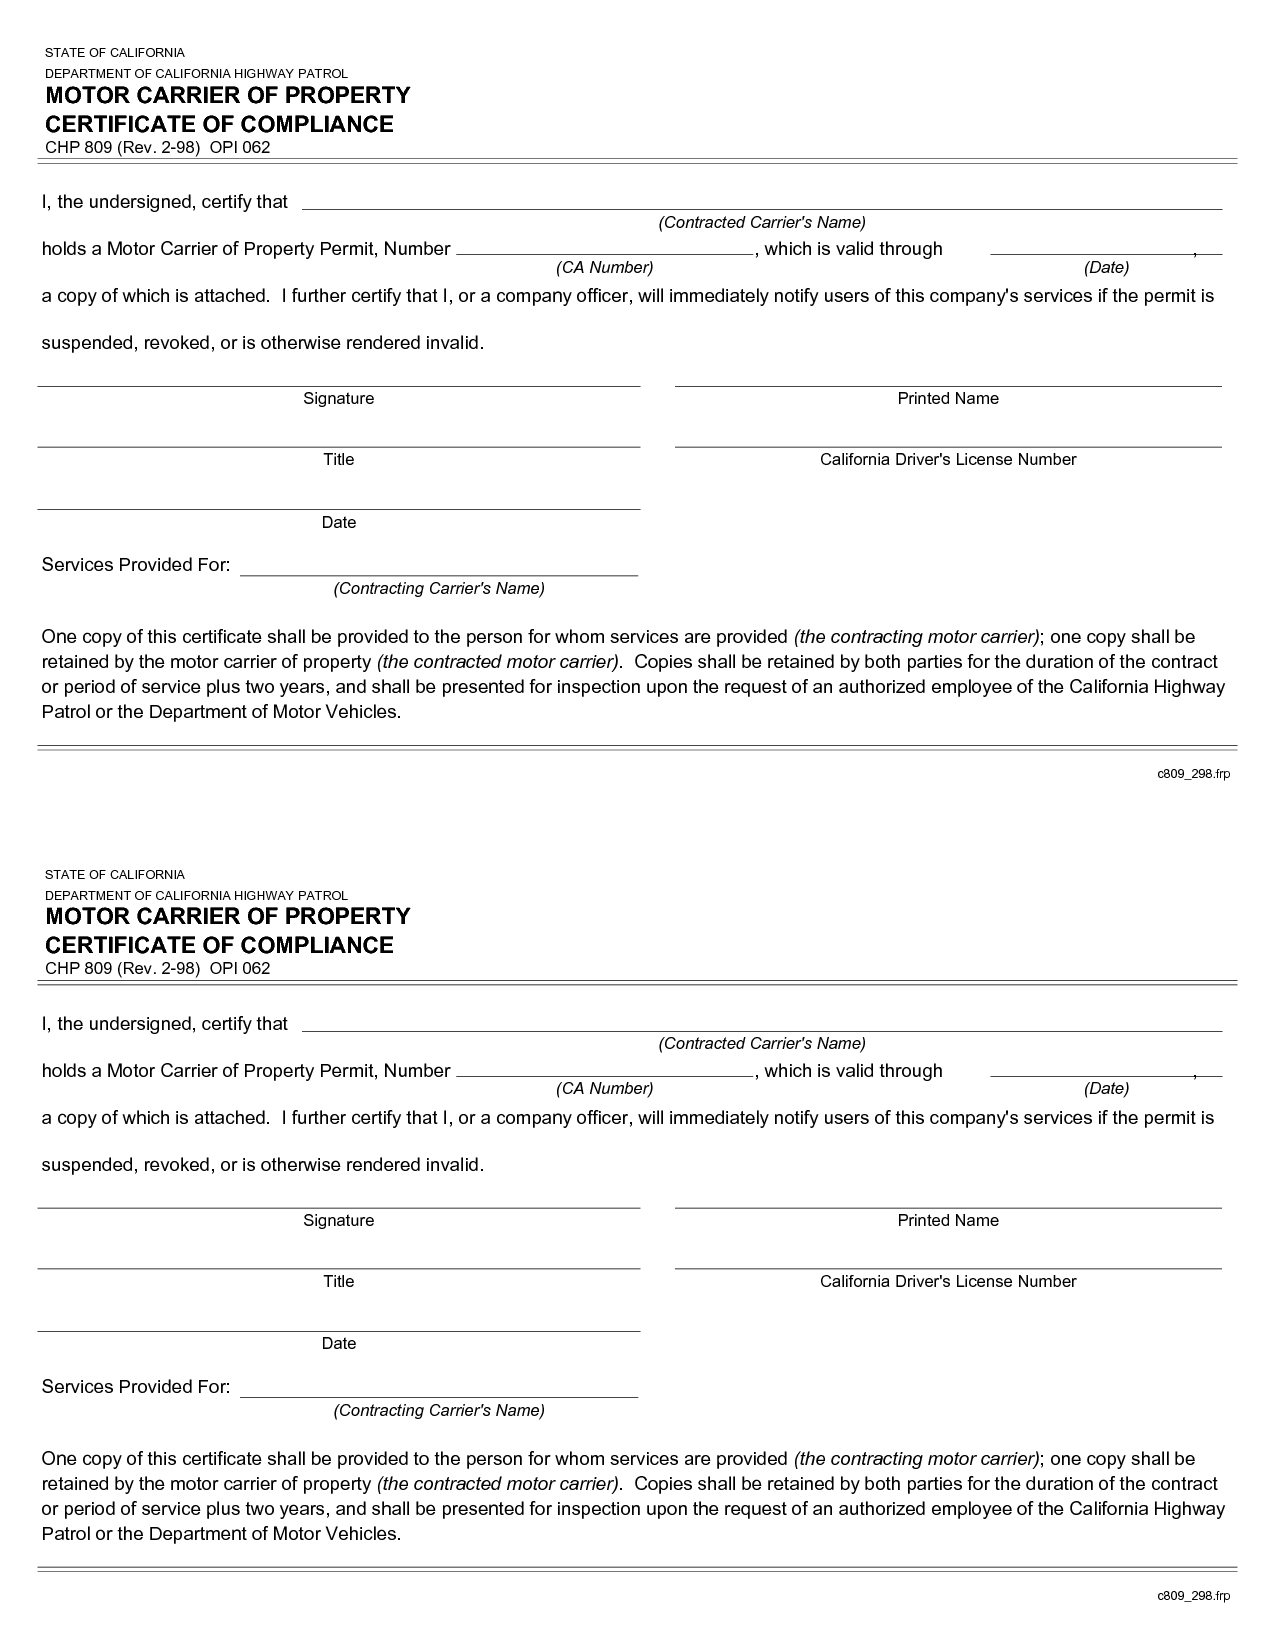 STATE OF CALIFORNIA
DEPARTMENT OF CALIFORNIA HIGHWAY PATROL
MOTOR CARRIER OF PROPERTY
CERTIFICATE OF COMPLIANCE
CHP 809 (Rev. 2-98) OPI 062
I, the undersigned, certify that
(Contracted Carrier's Name)
holds a Motor Carrier of Property Permit, Number , which is valid through ,
(CA Number) (Date)
a copy of which is attached. I further certify that I, or a company officer, will immediately notify users of this company's services if the permit is
suspended, revoked, or is otherwise rendered invalid.
Signature Printed Name
Title California Driver's License Number
Date
Services Provided For:
(Contracting Carrier's Name)
One copy of this certificate shall be provided to the person for whom services are provided (the contracting motor carrier); one copy shall be
retained by the motor carrier of property (the contracted motor carrier). Copies shall be retained by both parties for the duration of the contract
or period of service plus two years, and shall be presented for inspection upon the request of an authorized employee of the California Highway
Patrol or the Department of Motor Vehicles.
c809_298.frp
STATE OF CALIFORNIA
DEPARTMENT OF CALIFORNIA HIGHWAY PATROL
MOTOR CARRIER OF PROPERTY
CERTIFICATE OF COMPLIANCE
CHP 809 (Rev. 2-98) OPI 062
I, the undersigned, certify that
(Contracted Carrier's Name)
holds a Motor Carrier of Property Permit, Number , which is valid through ,
(CA Number) (Date)
a copy of which is attached. I further certify that I, or a company officer, will immediately notify users of this company's services if the permit is
suspended, revoked, or is otherwise rendered invalid.
Signature Printed Name
Title California Driver's License Number
Date
Services Provided For:
(Contracting Carrier's Name)
One copy of this certificate shall be provided to the person for whom services are provided (the contracting motor carrier); one copy shall be
retained by the motor carrier of property (the contracted motor carrier). Copies shall be retained by both parties for the duration of the contract
or period of service plus two years, and shall be presented for inspection upon the request of an authorized employee of the California Highway
Patrol or the Department of Motor Vehicles.
c809_298.frp